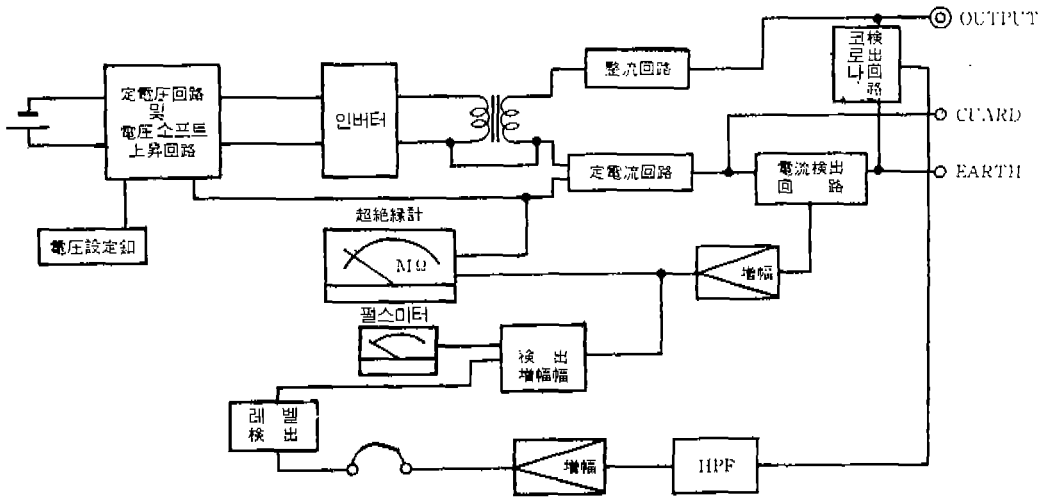 OUTPUT
코로나
検出回路
整流回路
定電圧回路
및
電圧 소프트
上昇回路
인버터
CUARD
定電流回路
電流検出
回 路
EARTH
電圧設定釦
超絶縁計
MΩ
増幅
펄스미터
検 出
増幅幅
레 벨
検 出
増幅
HPF